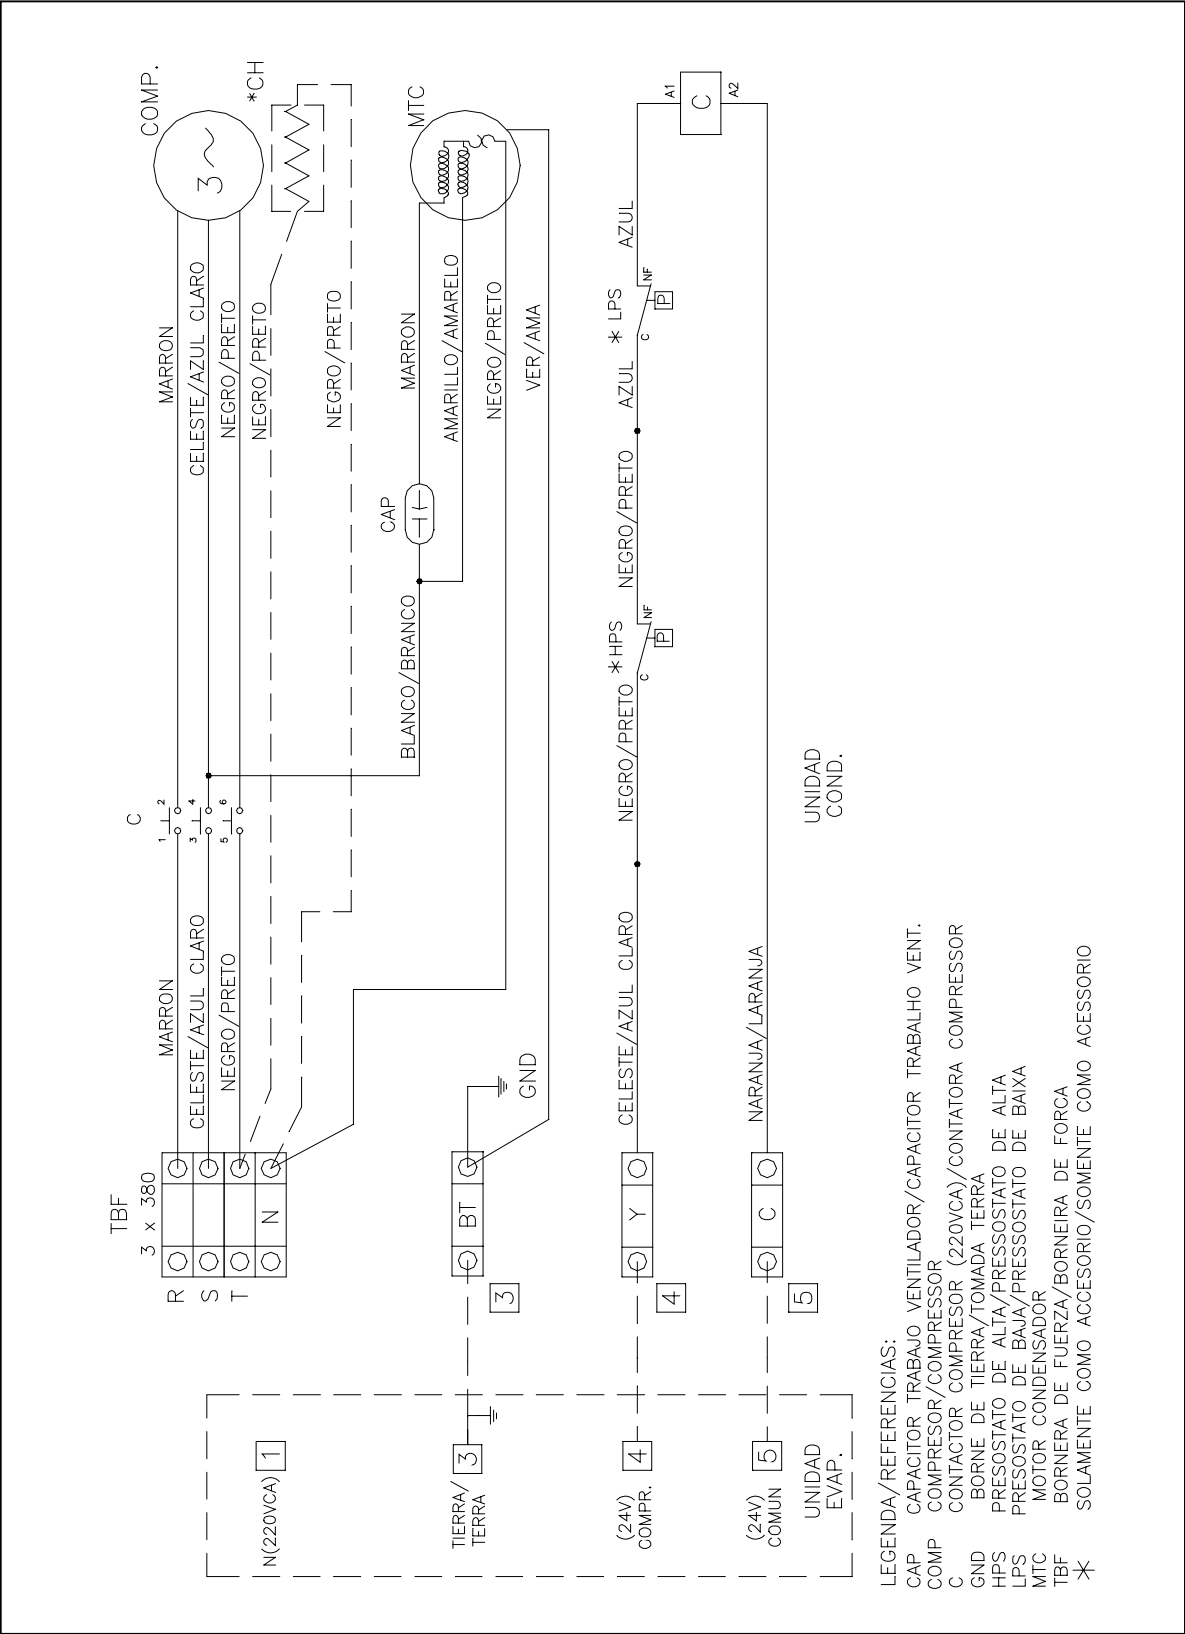 COMP.
*CH
MTC
A1
C
A2
MARRON
CELESTE/AZUL CLARO
NEGRO/PRETO
NEGRO/PRETO
NEGRO/PRETO
MARRON
AMARILLO/AMARELO
NEGRO/PRETO
VER/AMA
AZUL
* LPS
NF
P
C
AZUL
3
CAP
NEGRO/PRETO
BLANCO/BRANCO
*HPS
NF
P
C
NEGRO/PRETO
C
1 2
3 4
5 6
UNIDAD
COND.
MARRON
CELESTE/AZUL CLARO
NEGRO/PRETO
GND
CELESTE/AZUL CLARO
NARANJA/LARANJA
TBF
3 x 380
R
S
T
N
BT
Y
C
3
4
5
N(220VCA) 1
TIERRA/
TERRA
3
(24V)
COMPR.
4
(24V)
COMUN
5
UNIDAD
EVAP.
LEGENDA/REFERENCIAS:
CAP CAPACITOR TRABAJO VENTILADOR/CAPACITOR TRABALHO VENT.
COMP COMPRESOR/COMPRESSOR
C CONTACTOR COMPRESOR (220VCA)/CONTATORA COMPRESSOR
GND BORNE DE TIERRA/TOMADA TERRA
HPS PRESOSTATO DE ALTA/PRESSOSTATO DE ALTA
LPS PRESOSTATO DE BAJA/PRESSOSTATO DE BAIXA
MTC MOTOR CONDENSADOR
TBF BORNERA DE FUERZA/BORNEIRA DE FORCA
* SOLAMENTE COMO ACCESORIO/SOMENTE COMO ACESSORIO